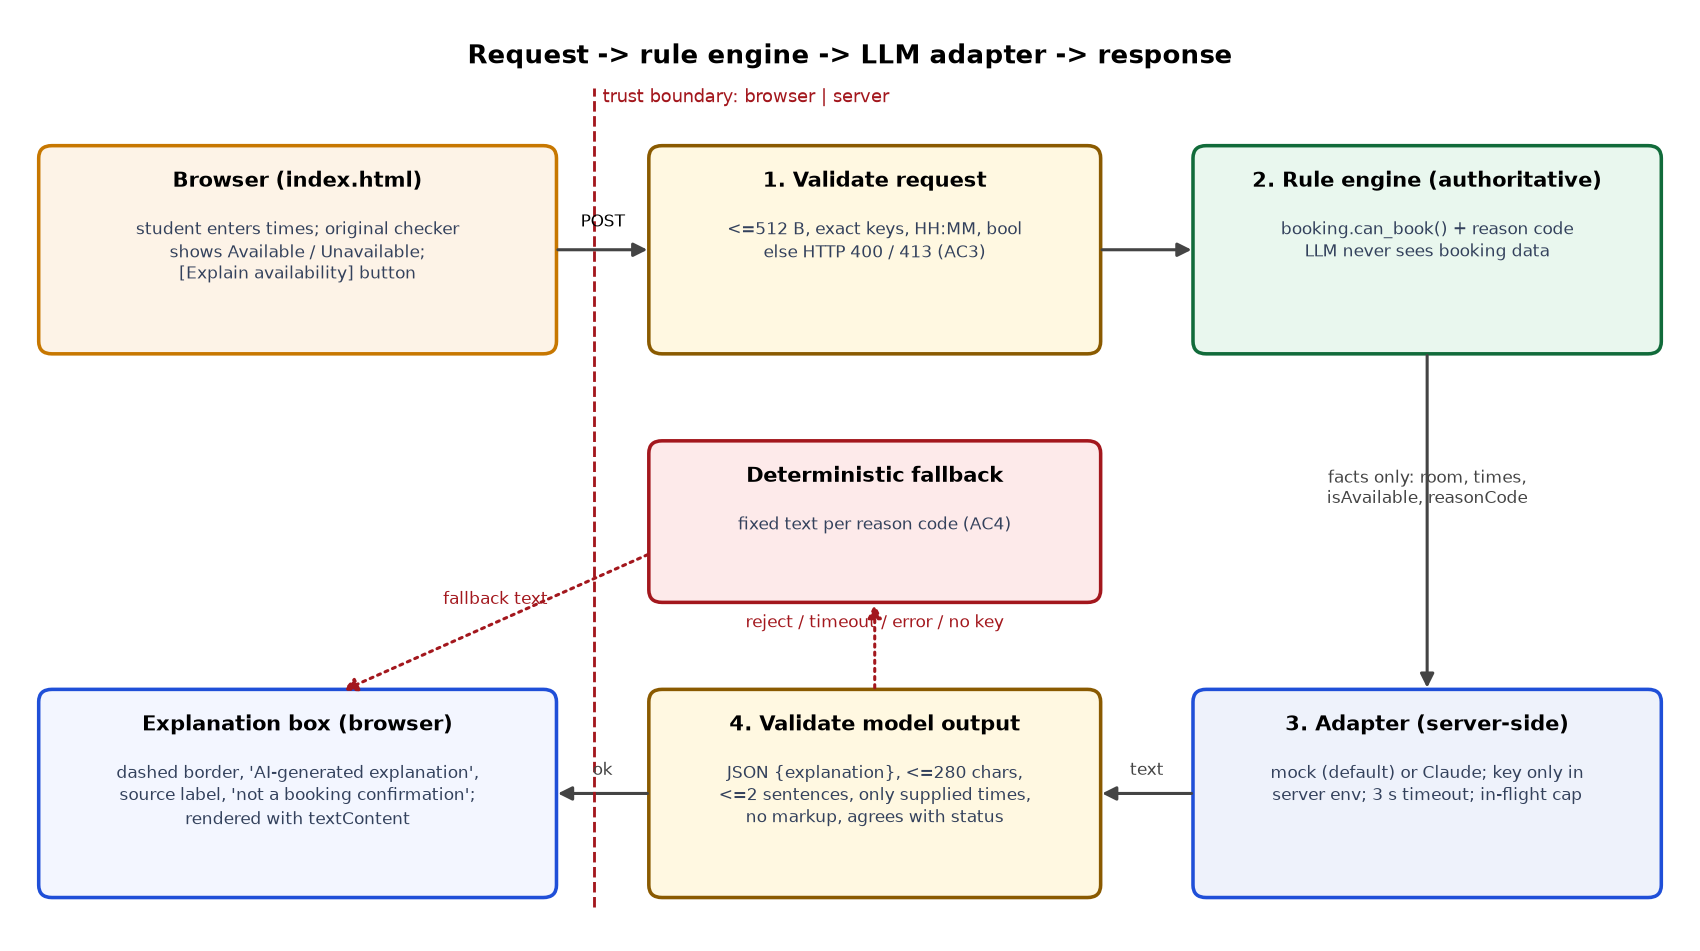 Request -> rule engine -> LLM adapter -> response
trust boundary: browser | server
Browser (index.html)
student enters times; original checker
shows Available / Unavailable;
[Explain availability] button
POST
1. Validate request
<=512 B, exact keys, HH:MM, bool
else HTTP 400 / 413 (AC3)
2. Rule engine (authoritative)
booking.can_book() + reason code
LLM never sees booking data
facts only: room, times,
isAvailable, reasonCode
Deterministic fallback
fixed text per reason code (AC4)
fallback text
reject / timeout / error / no key
Explanation box (browser)
dashed border, 'AI-generated explanation',
source label, 'not a booking confirmation';
rendered with textContent
ok
4. Validate model output
JSON {explanation}, <=280 chars,
<=2 sentences, only supplied times,
no markup, agrees with status
text
3. Adapter (server-side)
mock (default) or Claude; key only in
server env; 3 s timeout; in-flight cap